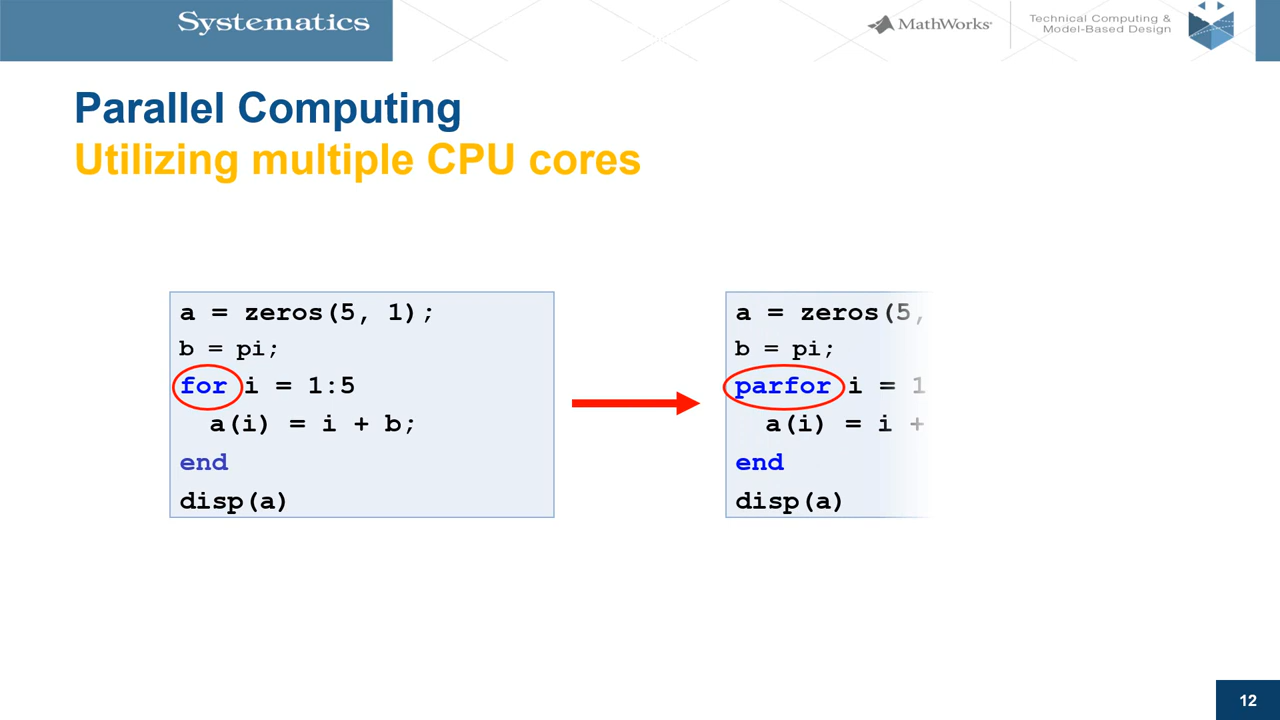 Systematics
MathWorks®
Technical Computing &
Model-Based Design
Parallel Computing
Utilizing multiple CPU cores
a = zeros(5, 1);
b = pi;
for i = 1:5
a(i) = i + b;
end
disp(a)
a = zeros(5,
b = pi;
parfor i = 1
a(i) = i +
end
disp(a)
12